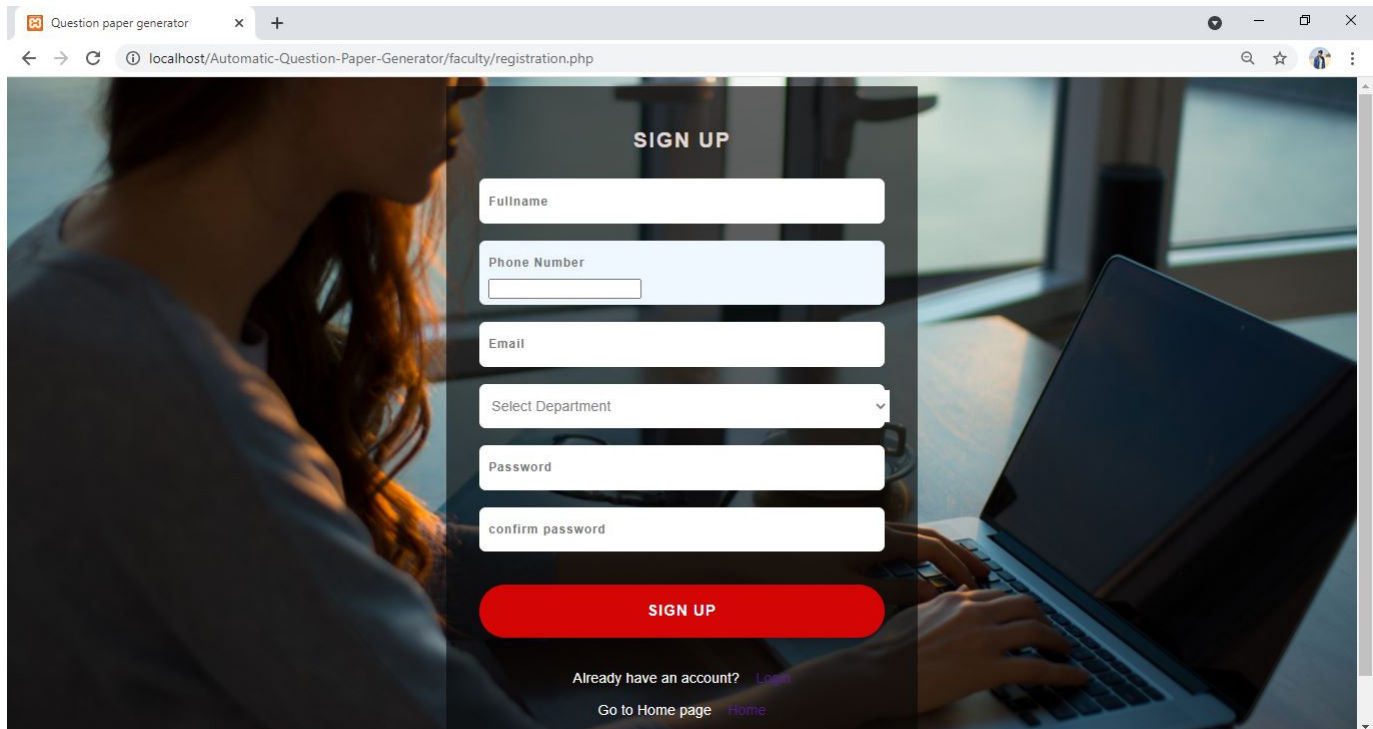 Question paper generator
localhost/Automatic-Question-Paper-Generator/faculty/registration.php
SIGN UP
Fullname
Phone Number
Email
Select Department
Password
confirm password
SIGN UP
Already have an account? Login
Go to Home page Home